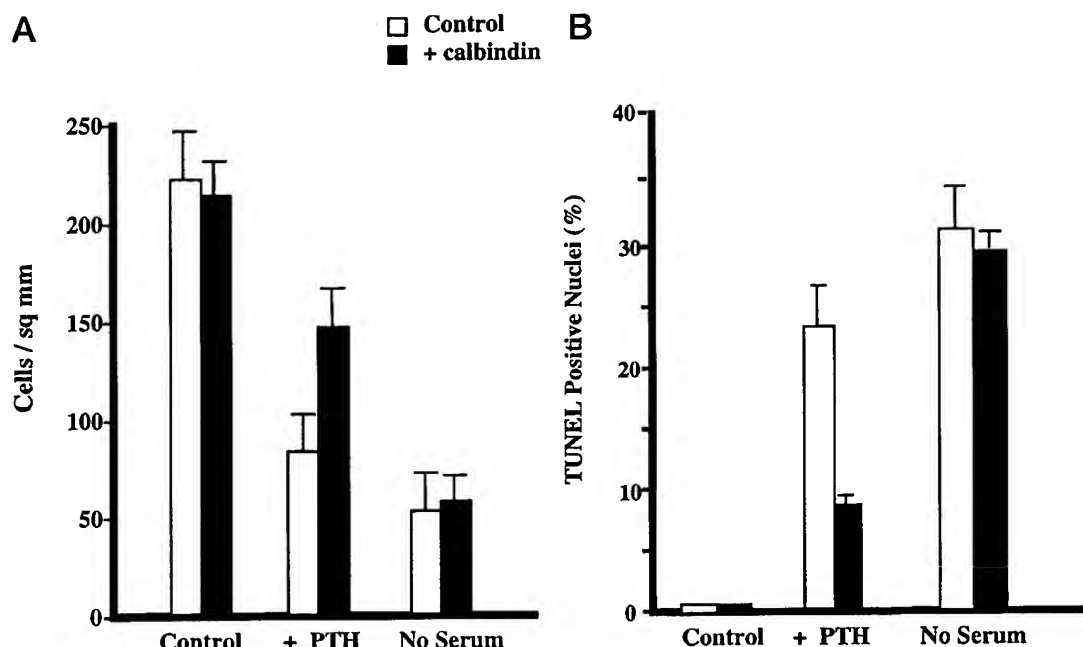 A
Control
+ calbindin
B
250
200
150
100
50
0
Cells / sq mm
Control
+ PTH
No Serum
40
30
20
10
0
TUNEL Positive Nuclei (%)
Control
+ PTH
No Serum